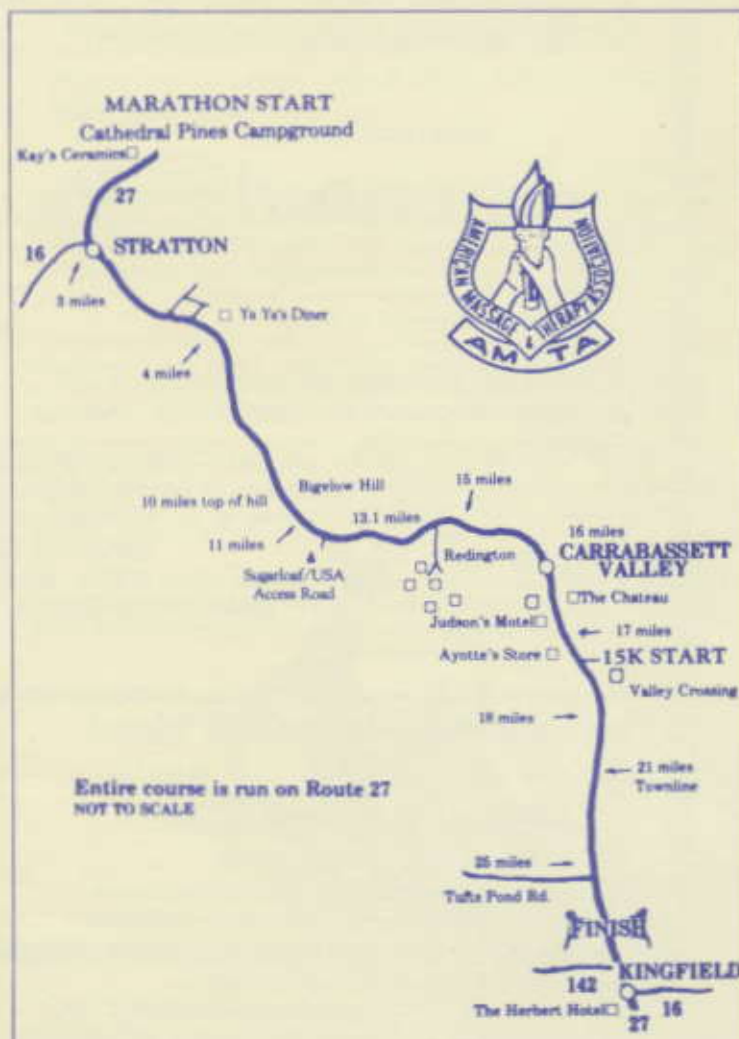 MARATHON START
Cathedral Pines Campground
Kay's Ceramics
27
16
STRATTON
3 miles
Ya Ya's Diner
4 miles
AMERICAN MASSAGE & THERAPY ASSOCIATION
AMTA
Bigelow Hill
15 miles
10 miles top of hill
13.1 miles
16 miles
11 miles
&
Sugarloaf/USA
Access Road
Redington
CARRABASSETT
VALLEY
The Chateau
Judson's Motel
17 miles
Ayotte's Store
15K START
Valley Crossing
18 miles
21 miles
Townline
Entire course is run on Route 27
NOT TO SCALE
25 miles
Tufts Pond Rd.
FINISH
KINGFIELD
142
16
The Herbert Hotel
27